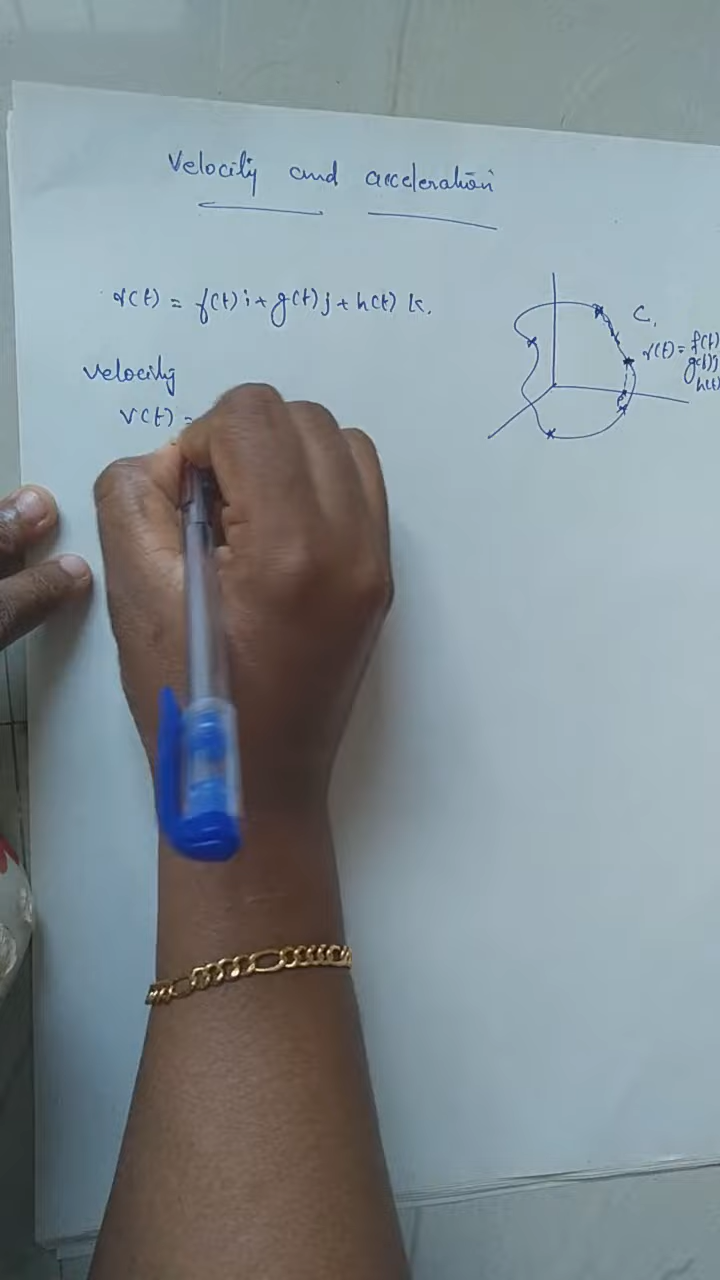 Velocity and acceleration
r(t) = f(t) i + g(t) j + h(t) k.
C,
r(t) = f(t)
g(t)j
h(t)
Velocity
V(t) =